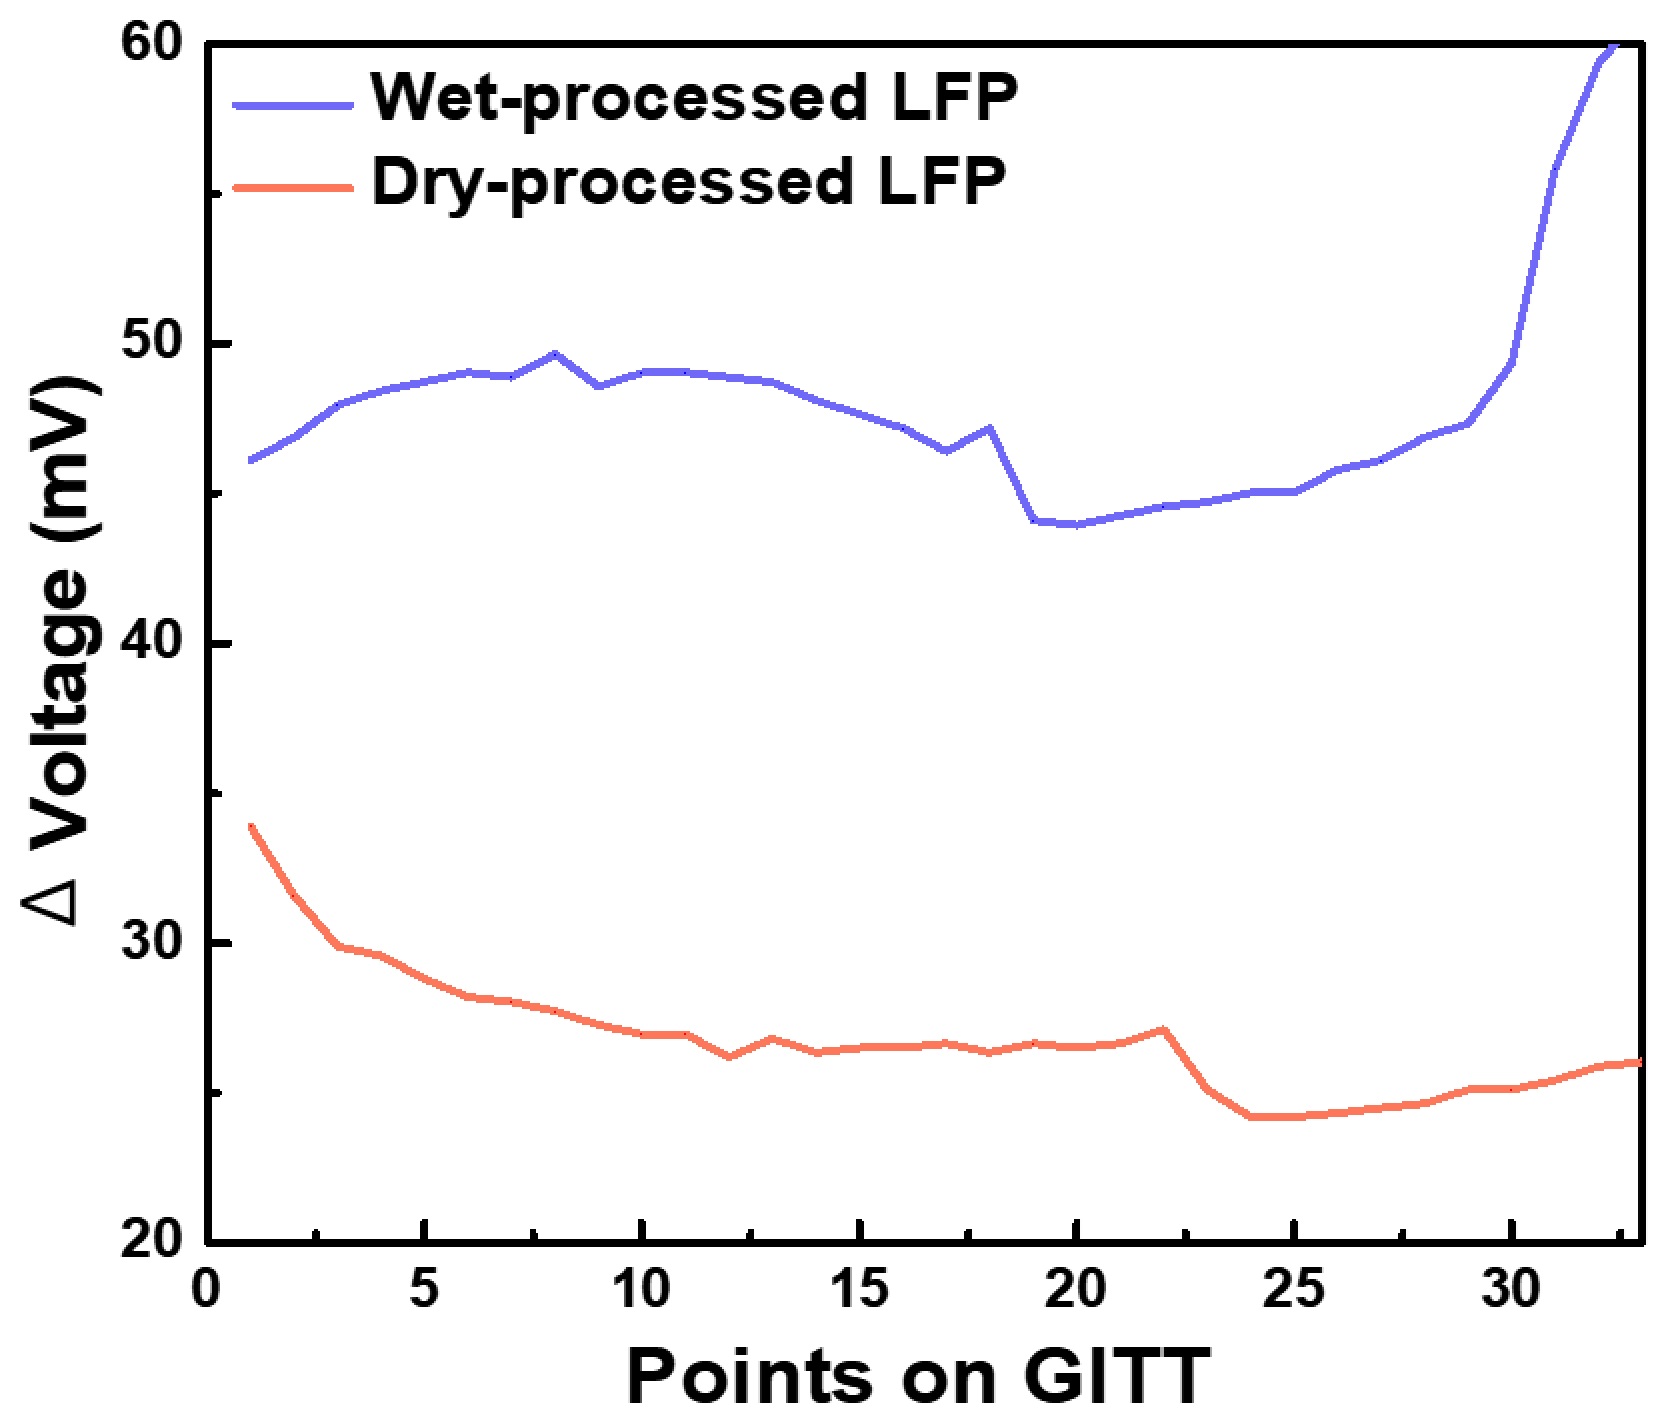 60
50
40
30
20
Wet-processed LFP
Dry-processed LFP
Δ Voltage (mV)
0 5 10 15 20 25 30
Points on GITT